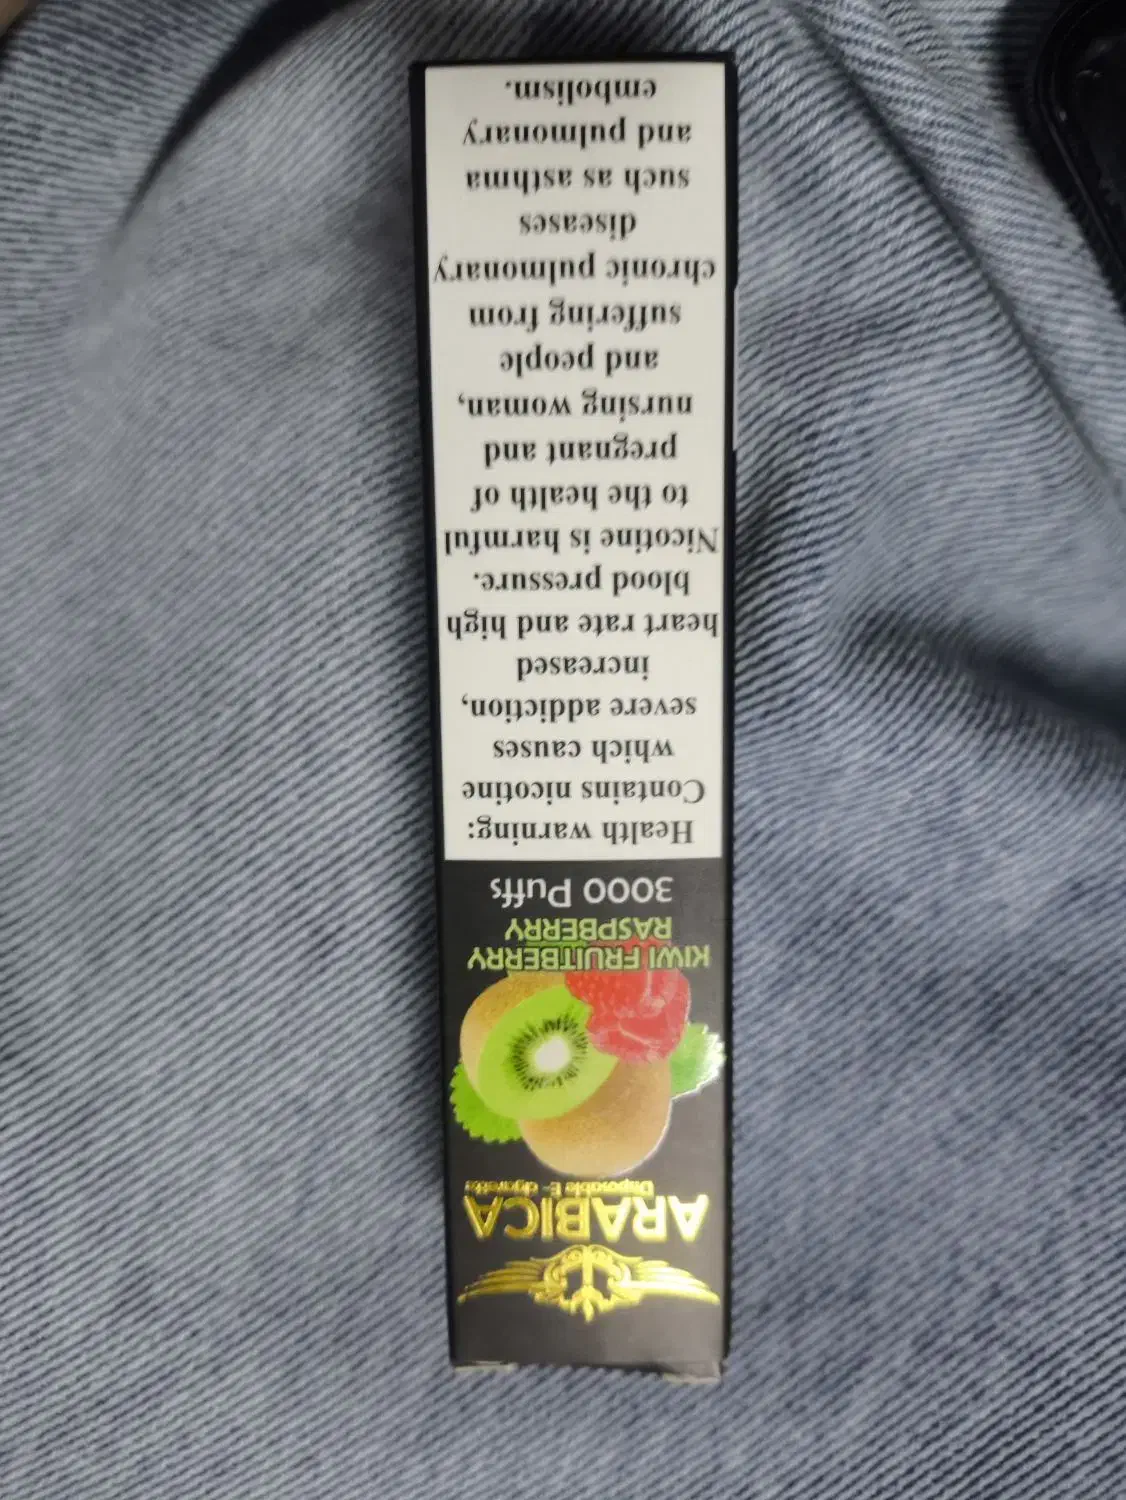 ARABICA
Disposable E- cigarette
KIWI FRUITBERRY
RASPBERRY
3000 Puffs
Health warning:
Contains nicotine
which causes
severe addiction,
increased
heart rate and high
blood pressure.
Nicotine is harmful
to the health of
pregnant and
nursing woman,
and people
suffering from
chronic pulmonary
diseases
such as asthma
and pulmonary
embolism.